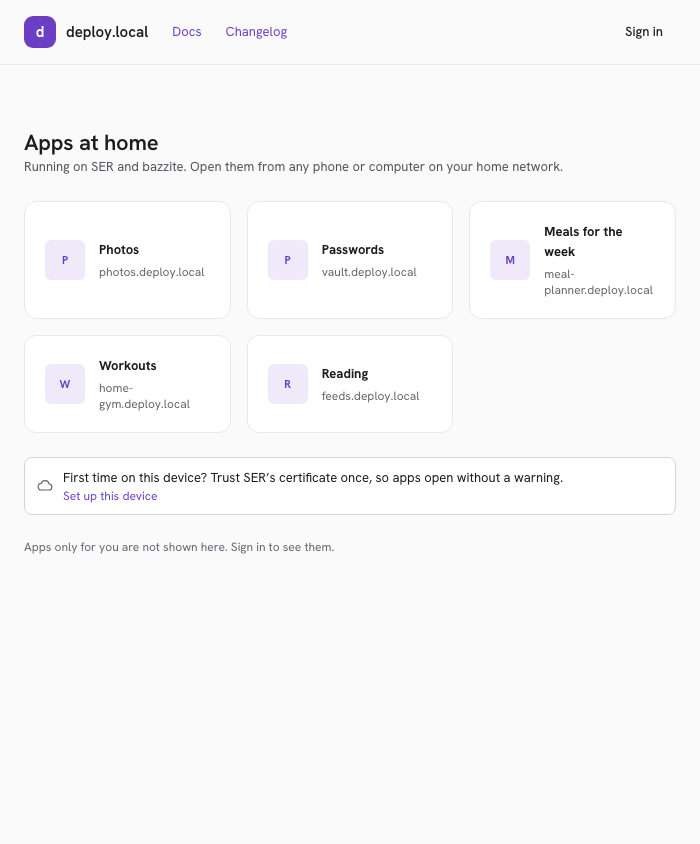 d deploy.local Docs Changelog Sign in
Apps at home
Running on SER and bazzite. Open them from any phone or computer on your home network.
P
Photos
photos.deploy.local
P
Passwords
vault.deploy.local
M
Meals for the
week
meal-
planner.deploy.local
W
Workouts
home-
gym.deploy.local
R
Reading
feeds.deploy.local
First time on this device? Trust SER’s certificate once, so apps open without a warning.
Set up this device
Apps only for you are not shown here. Sign in to see them.